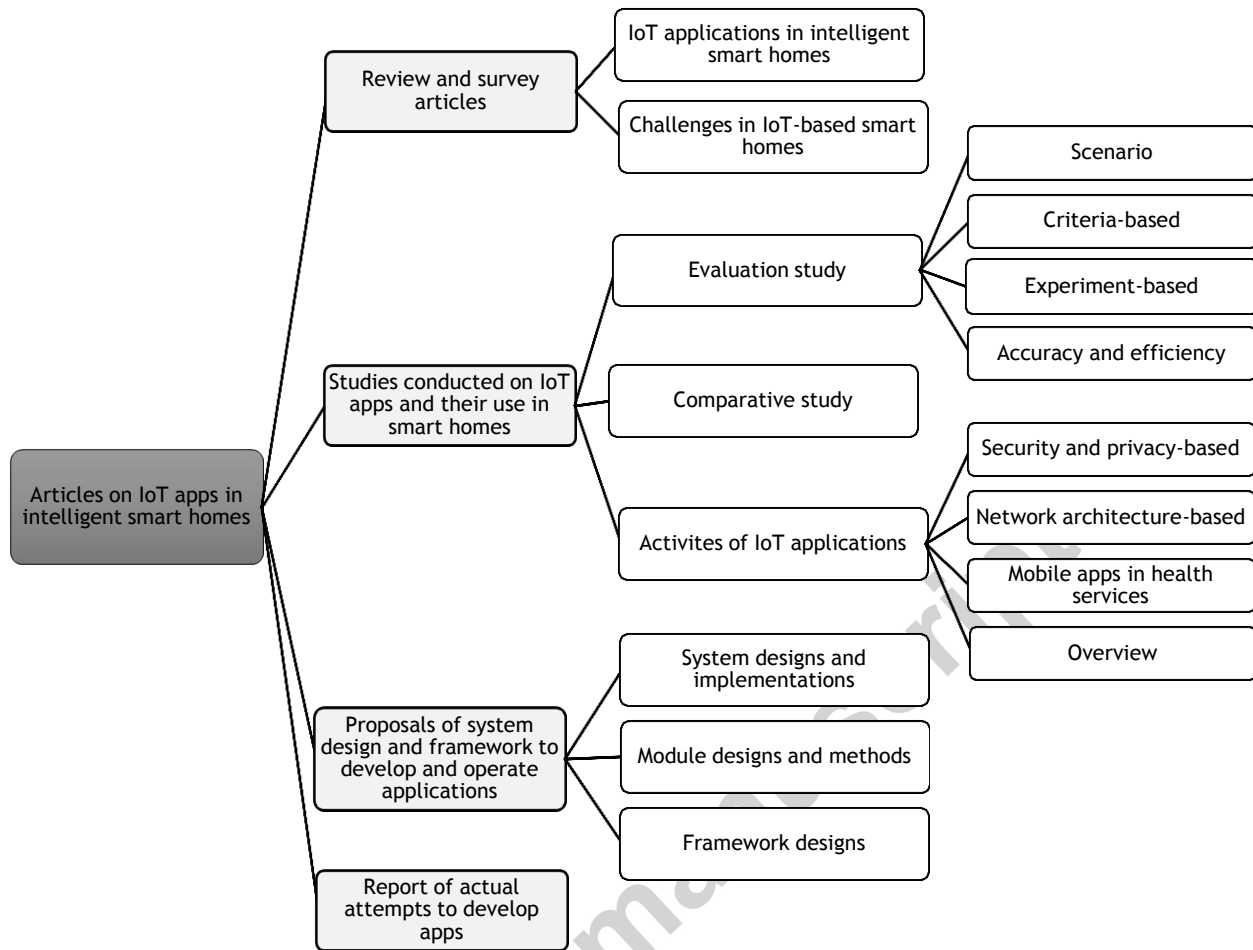 IoT applications in intelligent
smart homes
Review and survey
articles
Challenges in IoT-based smart
homes
Scenario
Criteria-based
Evaluation study
Experiment-based
Accuracy and efficiency
Studies conducted on IoT
apps and their use in
smart homes
Comparative study
Security and privacy-based
Articles on IoT apps in
intelligent smart homes
Network architecture-based
Activites of IoT applications
Mobile apps in health
services
Overview
System designs and
implementations
Proposals of system
design and framework to
develop and operate
applications
Module designs and methods
Framework designs
Report of actual
attempts to develop
apps